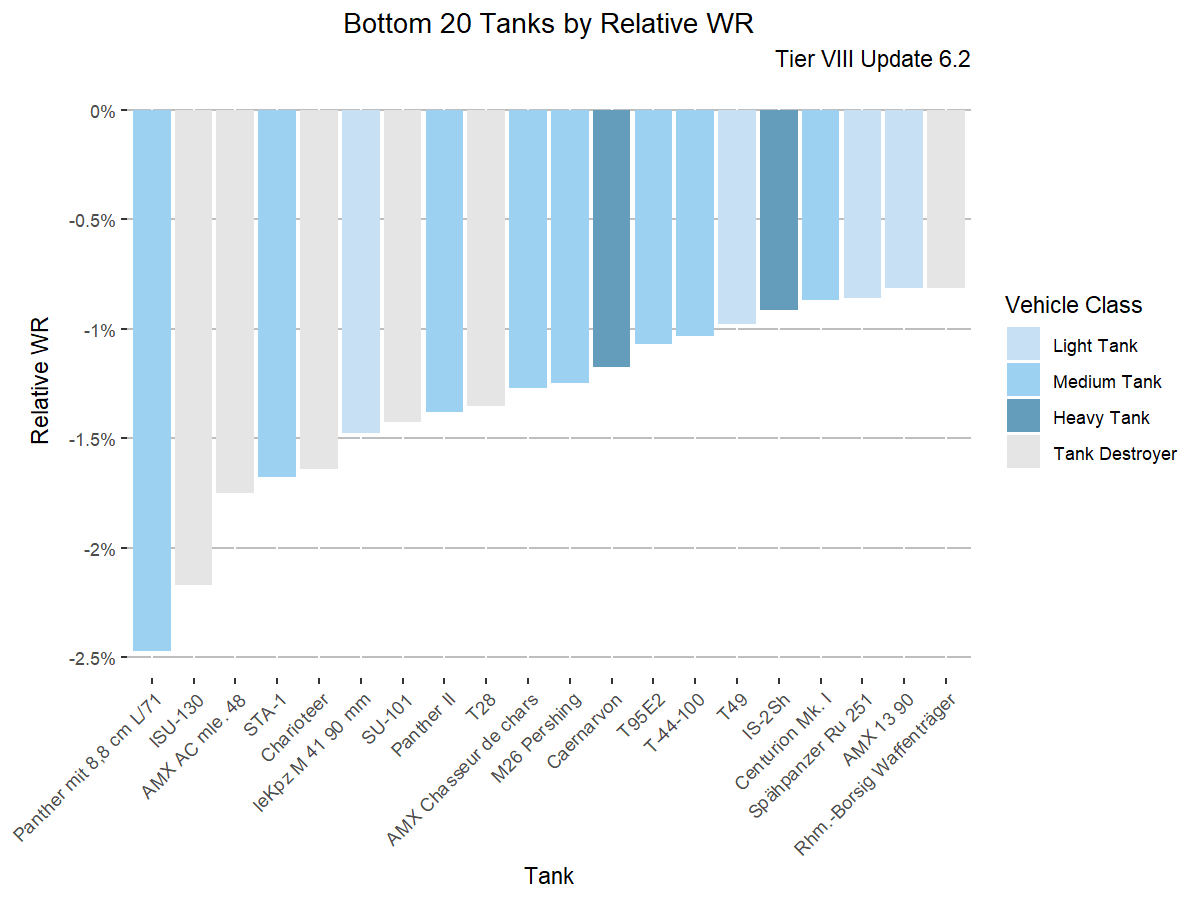 Bottom 20 Tanks by Relative WR
Tier VIII Update 6.2
0%
-0.5%
-1%
-1.5%
-2%
-2.5%
Relative WR
Panther mit 8,8 cm L/71
ISU-130
AMX AC mle. 48
STA-1
Charioteer
leKpz M 41 90 mm
SU-101
Panther II
T28
AMX Chasseur de chars
M26 Pershing
Caernarvon
T95E2
T-44-100
T49
IS-2Sh
Centurion Mk. I
Spähpanzer Ru 251
AMX 13 90
Rhm.-Borsig Waffenträger
Tank
Vehicle Class
Light Tank
Medium Tank
Heavy Tank
Tank Destroyer